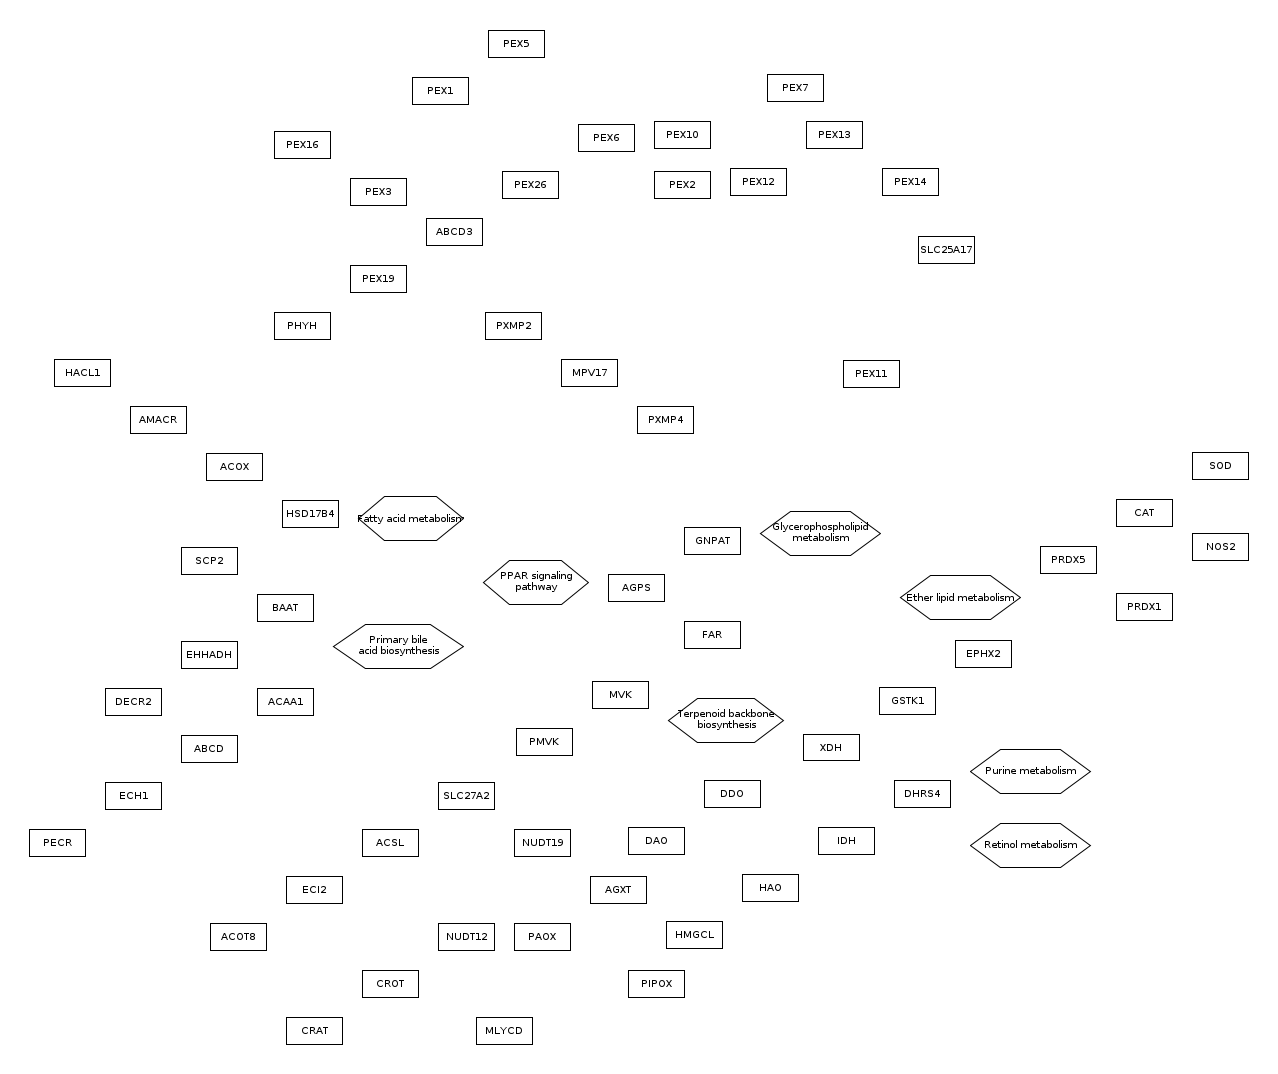 PEX5
PEX7
PEX1
PEX10
PEX13
PEX6
PEX16
PEX12
PEX14
PEX26
PEX2
PEX3
ABCD3
SLC25A17
PEX19
PHYH
PXMP2
HACL1
MPV17
PEX11
AMACR
PXMP4
SOD
ACOX
CAT
HSD17B4
Fatty acid metabolism
Glycerophospholipid
metabolism
GNPAT
NOS2
SCP2
PRDX5
PPAR signaling
pathway
AGPS
Ether lipid metabolism
PRDX1
BAAT
FAR
Primary bile
acid biosynthesis
EHHADH
EPHX2
MVK
GSTK1
DECR2
ACAA1
Terpenoid backbone
biosynthesis
PMVK
XDH
ABCD
Purine metabolism
DDO
DHRS4
ECH1
SLC27A2
DAO
IDH
PECR
ACSL
NUDT19
Retinol metabolism
HAO
ECI2
AGXT
HMGCL
ACOT8
NUDT12
PAOX
CROT
PIPOX
CRAT
MLYCD